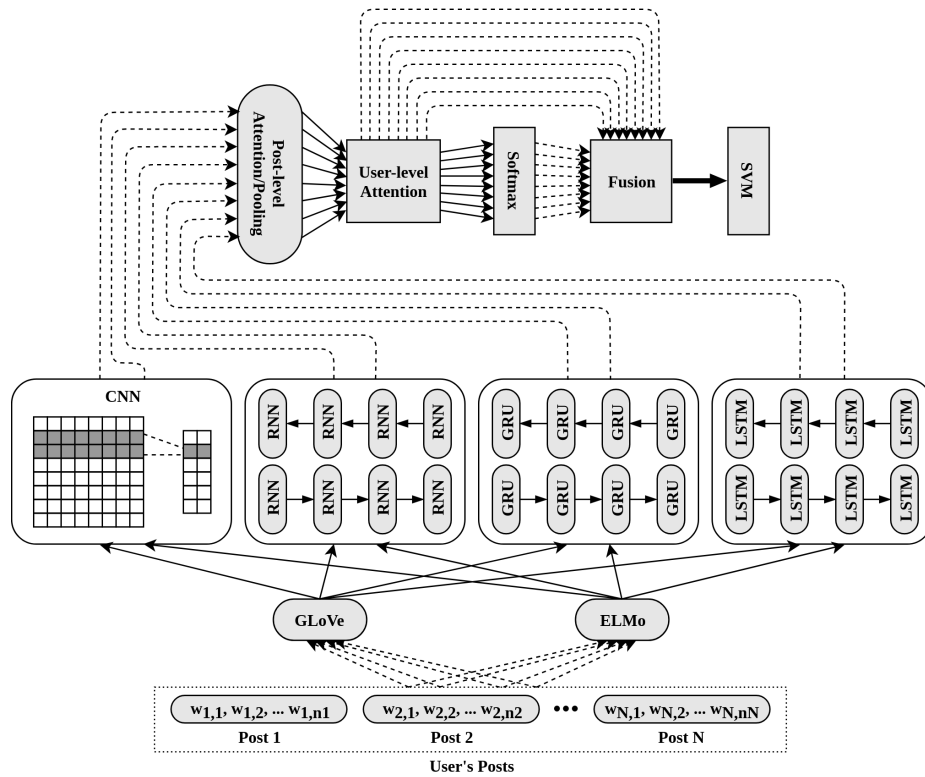 Post-level
Attention/Pooling
User-level
Attention
Softmax
Fusion
SVM
CNN
RNN RNN RNN RNN
RNN RNN RNN RNN
GRU GRU GRU GRU
GRU GRU GRU GRU
LSTM LSTM LSTM LSTM
LSTM LSTM LSTM LSTM
GLoVe
ELMo
w1,1, w1,2, ... w1,n1
w2,1, w2,2, ... w2,n2
•••
wN,1, wN,2, ... wN,nN
Post 1
Post 2
Post N
User's Posts